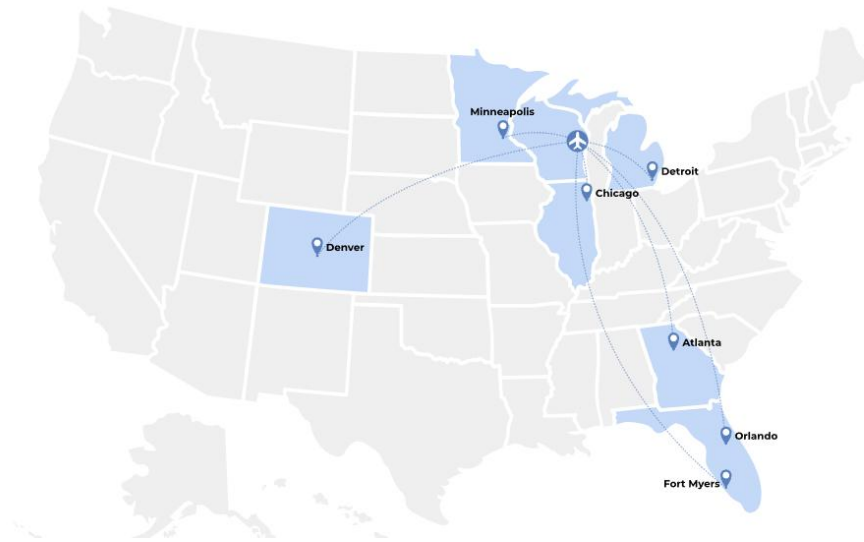 Minneapolis
Detroit
Chicago
Denver
Atlanta
Orlando
Fort Myers